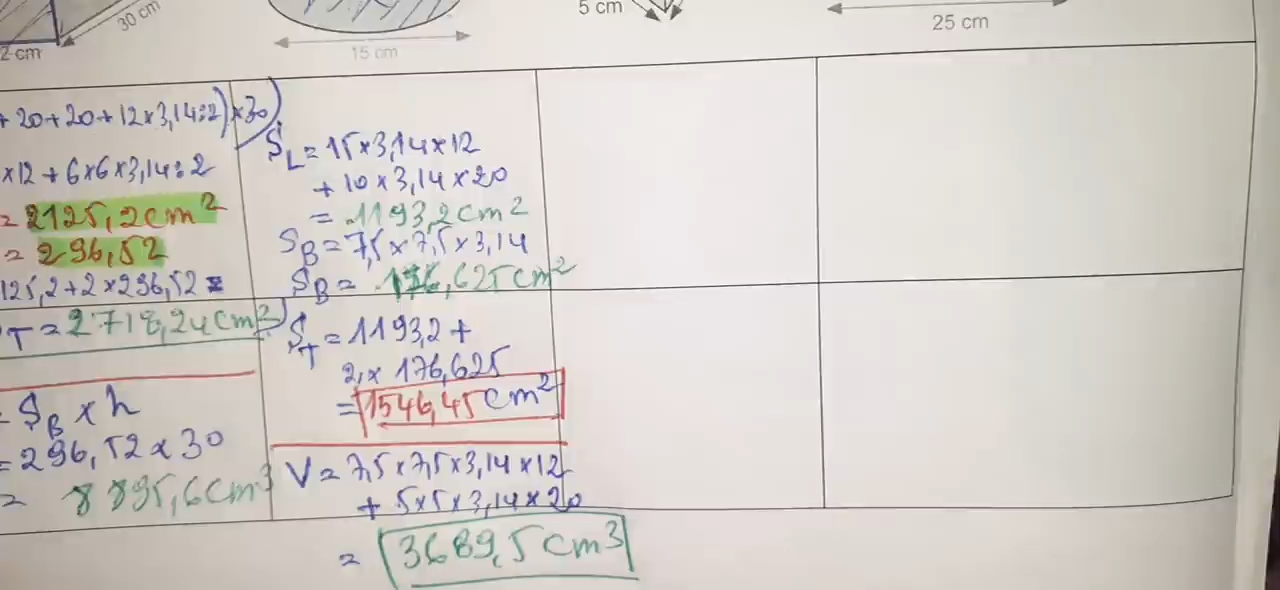 2 cm
30 cm
15 cm
5 cm
25 cm
+ 20 + 20 + 12 × 3,14 : 2) × 30
× 12 + 6 × 6 × 3,14 : 2
= 2125,2 cm²
= 296,52
125,2 + 2 × 296,52 =
T = 2718,24 cm²
= S_B × h
= 296,52 × 30
= 8895,6 cm³
S_L = 15 × 3,14 × 12
+ 10 × 3,14 × 20
= 1193,2 cm²
S_B = 7,5 × 7,5 × 3,14
S_B = 176,625 cm²
S_T = 1193,2 +
2 × 176,625
= 1546,45 cm²
V = 7,5 × 7,5 × 3,14 × 12
+ 5 × 5 × 3,14 × 20
= 3689,5 cm³